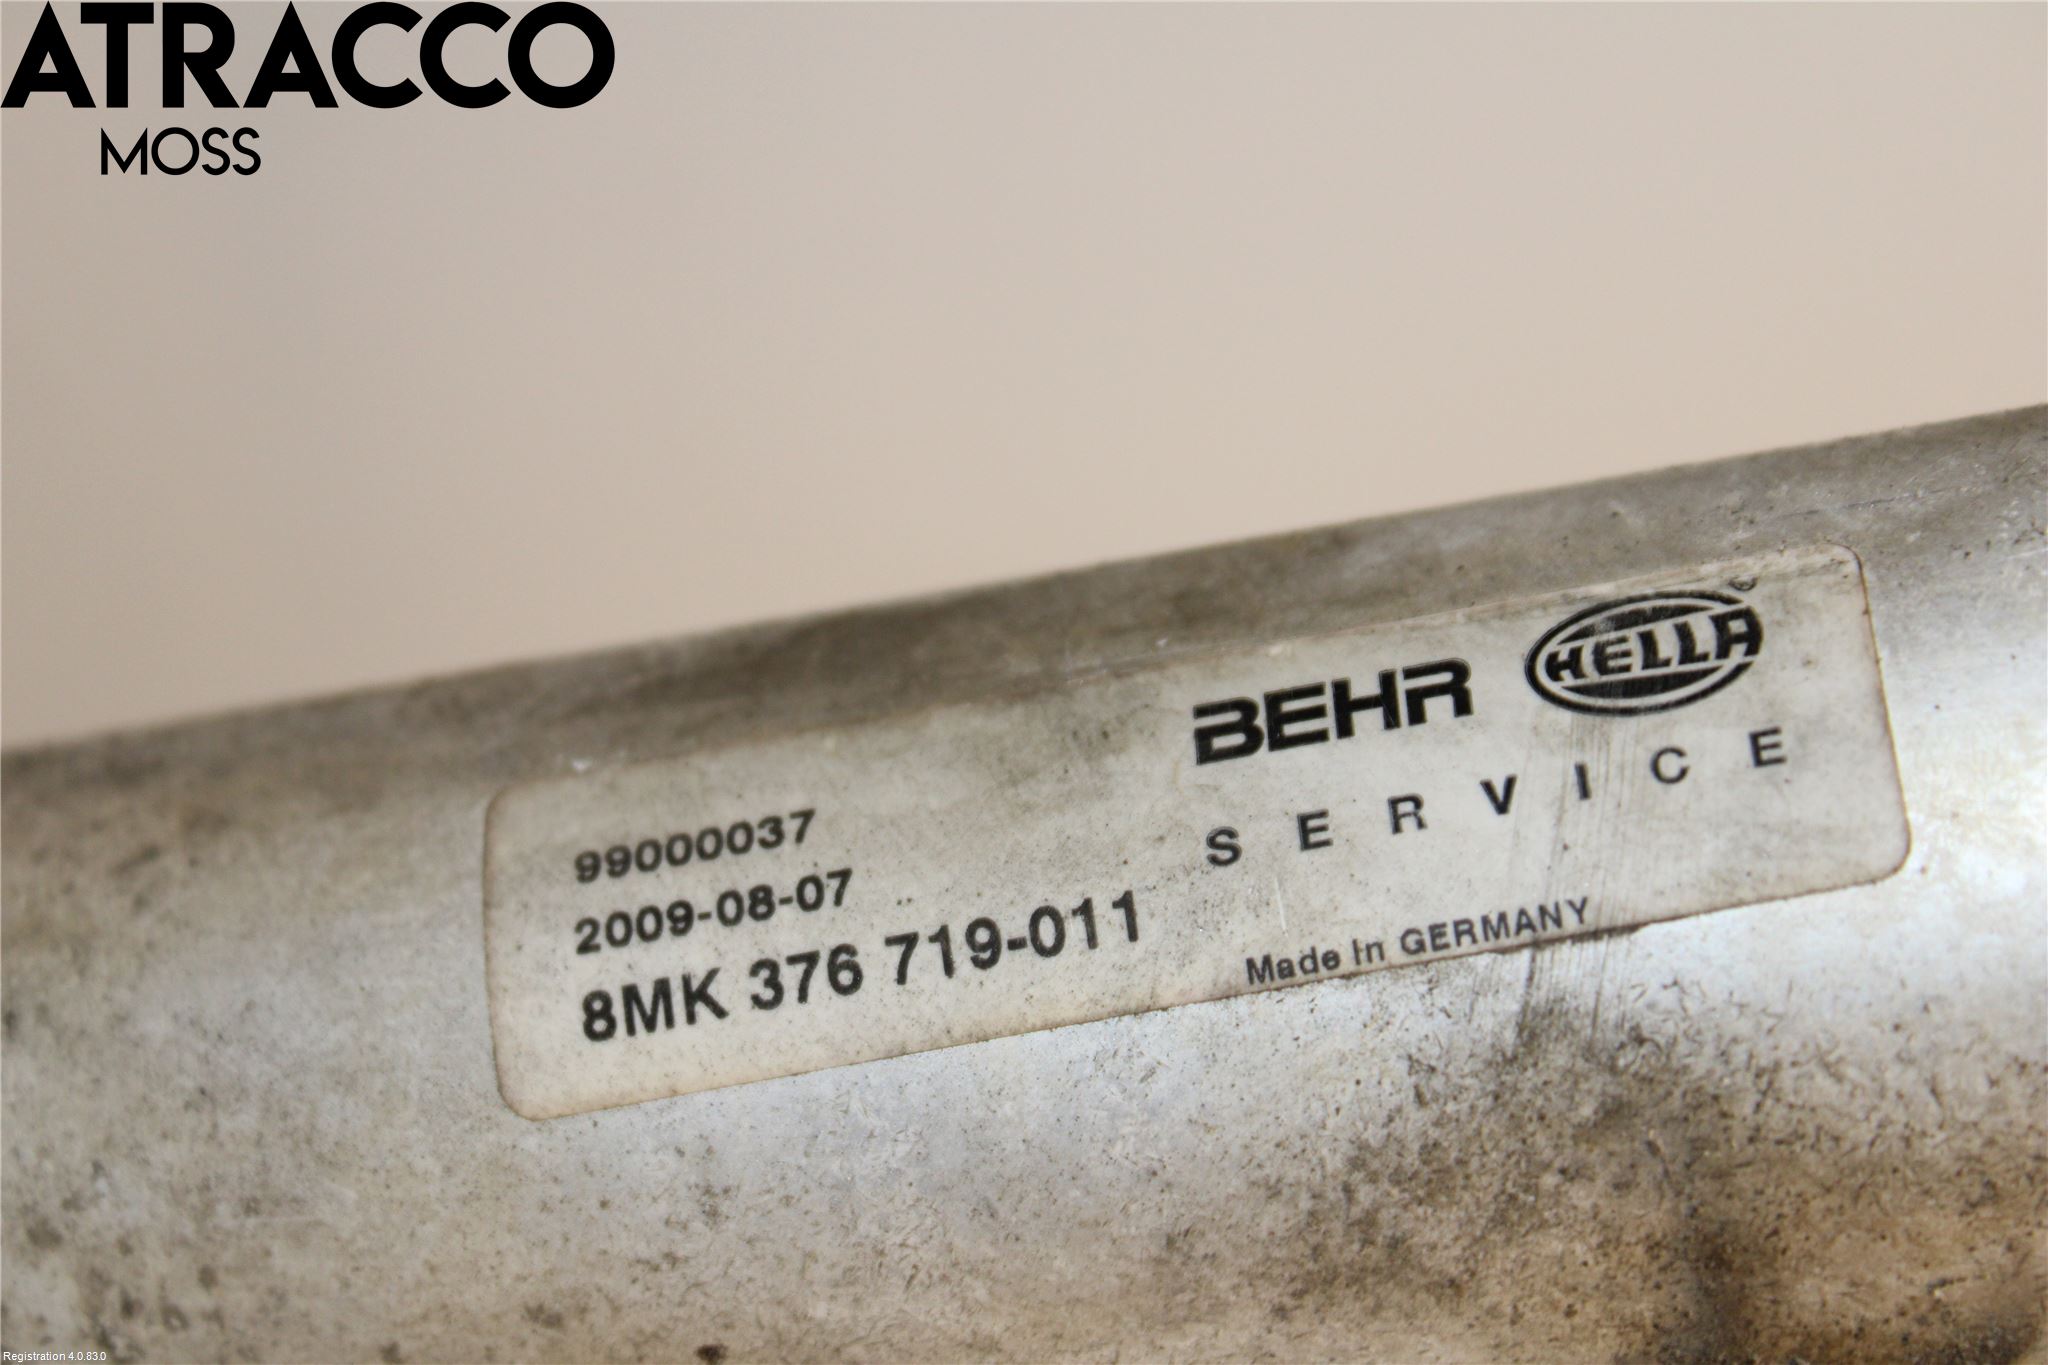 ATRACCO
MOSS
BEHR HELLA
SERVICE
99000037
2009-08-07
8MK 376 719-011
Made In GERMANY
Registration 4.0.83.0